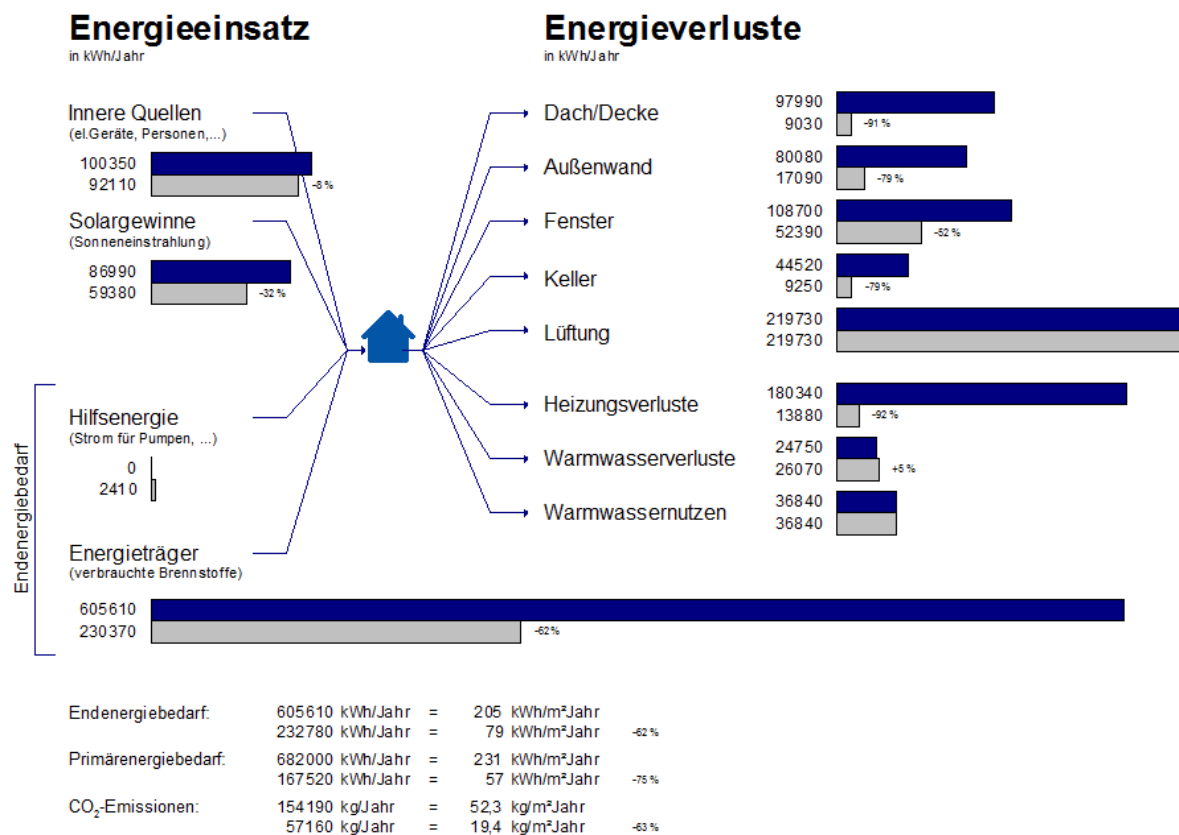 Energieeinsatz
in kWh/Jahr
Innere Quellen
(el.Geräte, Personen,...)
100350
92110 -8 %
Solargewinne
(Sonneneinstrahlung)
86990
59380 -32 %
Endenergiebedarf
Hilfsenergie
(Strom für Pumpen, ...)
0
2410
Energieträger
(verbrauchte Brennstoffe)
605610
230370 -62%
Energieverluste
in kWh/Jahr
Dach/Decke
97990
9030 -91 %
Außenwand
80080
17090 -79 %
Fenster
108700
52390 -52 %
Keller
44520
9250 -79%
Lüftung
219730
219730
Heizungsverluste
180340
13880 -92 %
Warmwasserverluste
24750
26070 +5 %
Warmwassernutzen
36840
36840
Endenergiebedarf: 605610 kWh/Jahr = 205 kWh/m²Jahr
232780 kWh/Jahr = 79 kWh/m²Jahr -62 %
Primärenergiebedarf: 682000 kWh/Jahr = 231 kWh/m²Jahr
167520 kWh/Jahr = 57 kWh/m²Jahr -75 %
CO₂-Emissionen: 154190 kg/Jahr = 52,3 kg/m²Jahr
57160 kg/Jahr = 19,4 kg/m²Jahr -63 %